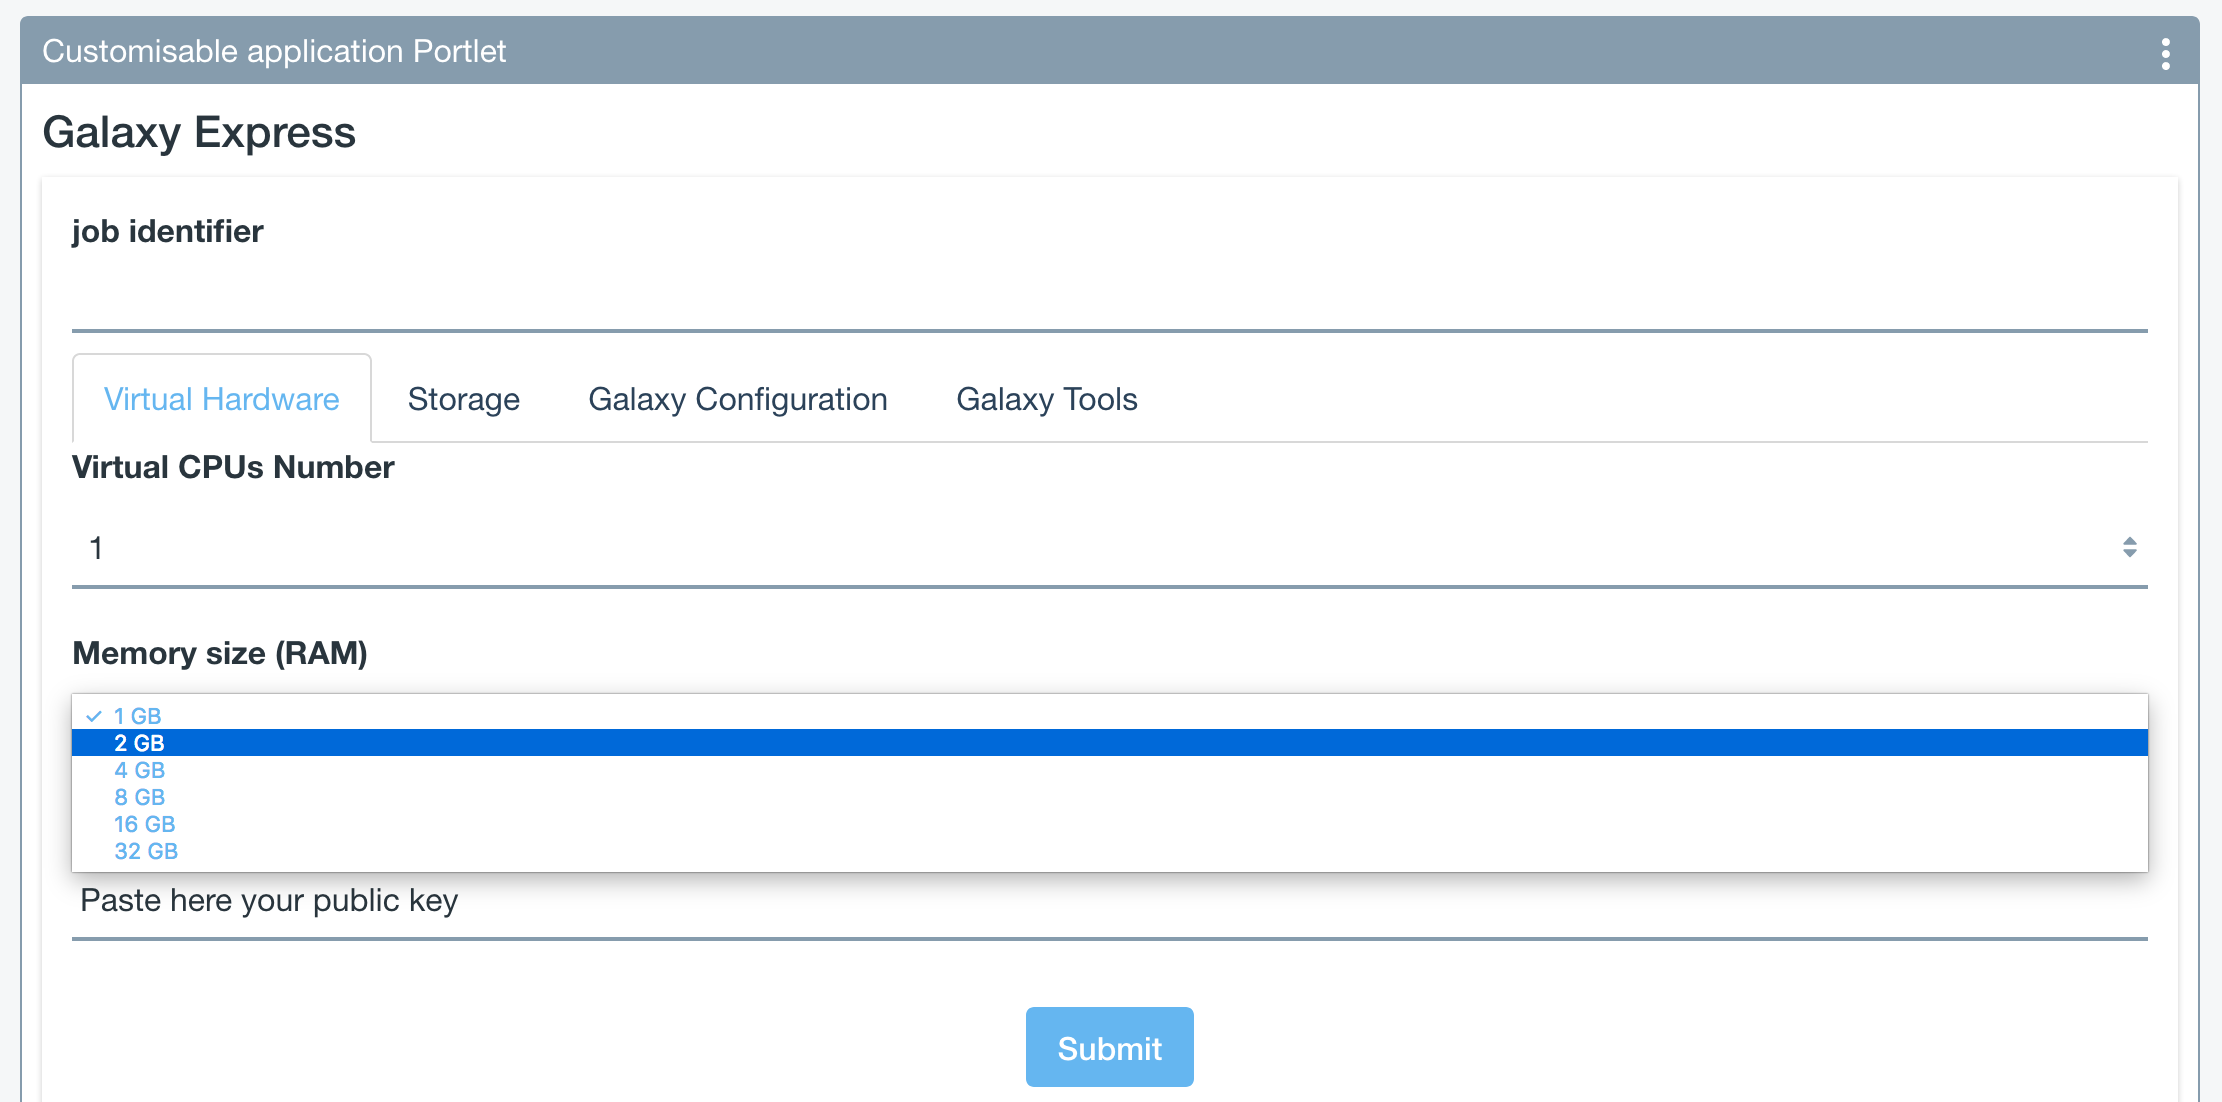 Customisable application Portlet
Galaxy Express
job identifier
Virtual Hardware Storage Galaxy Configuration Galaxy Tools
Virtual CPUs Number
1
Memory size (RAM)
1 GB
2 GB
4 GB
8 GB
16 GB
32 GB
Paste here your public key
Submit